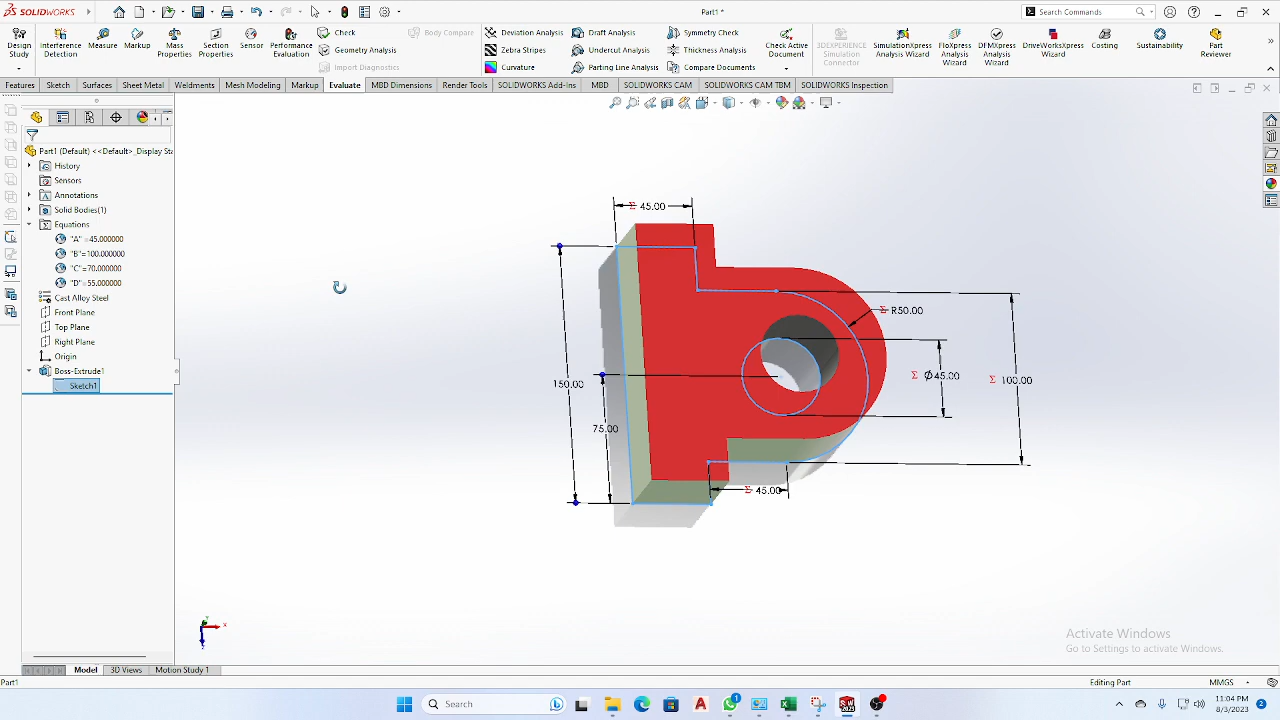 SOLIDWORKS
Part1 *
Search Commands
Design Study
Interference Detection
Measure
Markup
Mass Properties
Section Properties
Sensor
Performance Evaluation
Check
Geometry Analysis
Import Diagnostics
Body Compare
Deviation Analysis
Zebra Stripes
Curvature
Draft Analysis
Undercut Analysis
Parting Line Analysis
Symmetry Check
Thickness Analysis
Compare Documents
Check Active Document
3DEXPERIENCE Simulation Connector
SimulationXpress Analysis Wizard
FloXpress Analysis Wizard
DFMXpress Analysis Wizard
DriveWorksXpress Wizard
Costing
Sustainability
Part Reviewer
Features Sketch Surfaces Sheet Metal Weldments Mesh Modeling Markup Evaluate MBD Dimensions Render Tools SOLIDWORKS Add-Ins MBD SOLIDWORKS CAM SOLIDWORKS CAM TBM SOLIDWORKS Inspection
Part1 (Default) <<Default>_Display Sta
History
Sensors
Annotations
Solid Bodies(1)
Equations
"A" =45.000000
"B"=100.000000
"C"=70.000000
"D"=55.000000
Cast Alloy Steel
Front Plane
Top Plane
Right Plane
Origin
Boss-Extrude1
Sketch1
Σ 45.00
Σ R50.00
Σ Ø45.00
Σ 100.00
150.00
75.00
Σ 45.00
X
Activate Windows
Go to Settings to activate Windows.
Model 3D Views Motion Study 1
Part1
Editing Part
MMGS
Search
1
11:04 AM
8/3/2023
2